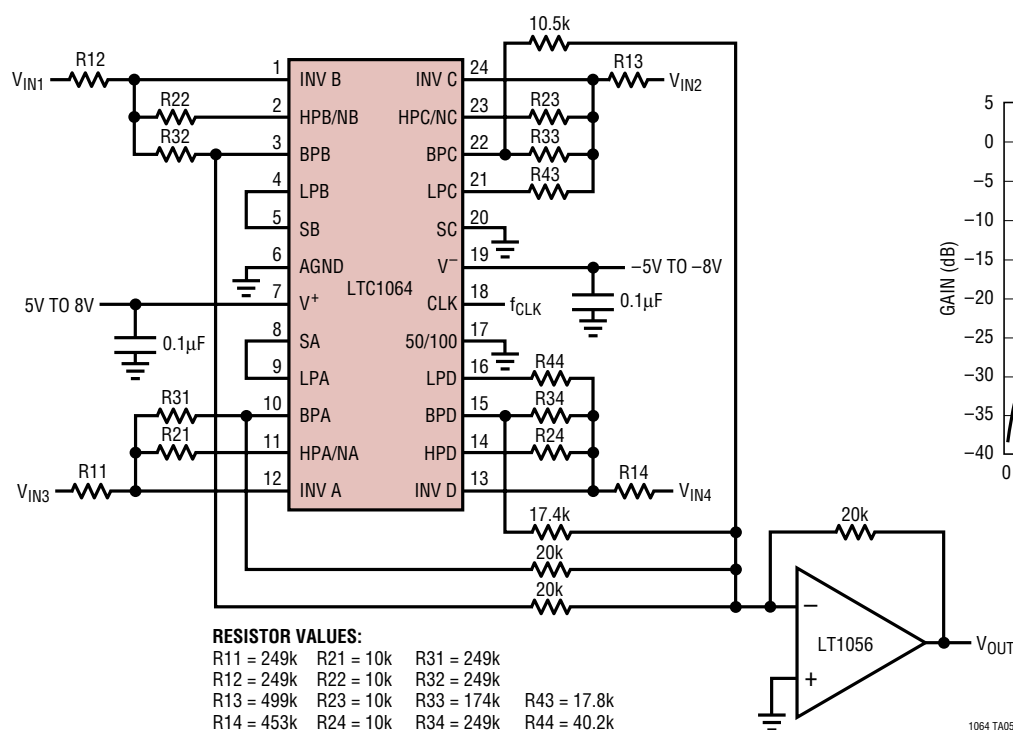 10.5k
R12
V_IN1
1 INV B
INV C 24
R13
V_IN2
R22
2 HPB/NB
HPC/NC 23
R23
R32
3 BPB
BPC 22
R33
4 LPB
LPC 21
R43
5 SB
SC 20
6 AGND
V– 19
–5V TO –8V
LTC1064
5V TO 8V
7 V+
CLK 18
fCLK
0.1µF
0.1µF
8 SA
50/100 17
9 LPA
LPD 16
R44
R31
10 BPA
BPD 15
R34
R21
11 HPA/NA
HPD 14
R24
V_IN3
R11
12 INV A
INV D 13
R14
V_IN4
17.4k
20k
20k
20k
–
LT1056
+
V_OUT
RESISTOR VALUES:
R11 = 249k R21 = 10k R31 = 249k
R12 = 249k R22 = 10k R32 = 249k
R13 = 499k R23 = 10k R33 = 174k R43 = 17.8k
R14 = 453k R24 = 10k R34 = 249k R44 = 40.2k
GAIN (dB)
5
0
–5
–10
–15
–20
–25
–30
–35
–40
0
1064 TA05